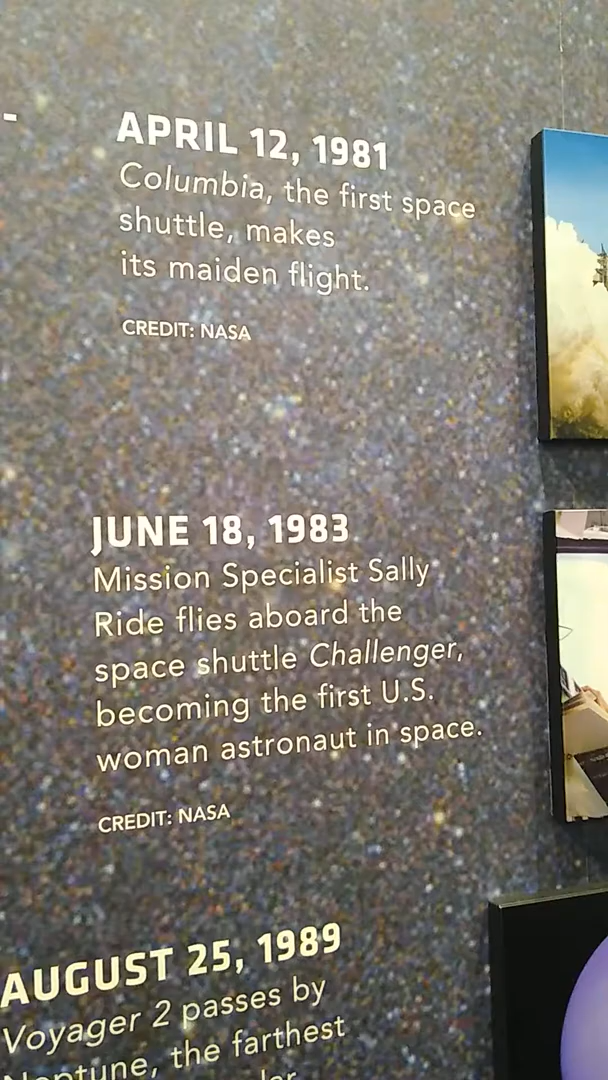 APRIL 12, 1981
Columbia, the first space
shuttle, makes
its maiden flight.
CREDIT: NASA
JUNE 18, 1983
Mission Specialist Sally
Ride flies aboard the
space shuttle Challenger,
becoming the first U.S.
woman astronaut in space.
CREDIT: NASA
AUGUST 25, 1989
Voyager 2 passes by
Neptune, the farthest